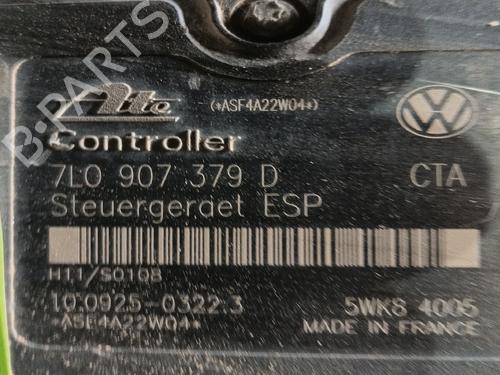 Ate (*ASF4A22W04*)
Controller
7L0 907 379 D CTA
Steuergeraet ESP
H11/S0108
10.0925-0322.3 5WK8 4005
*ASF4A22W04* MADE IN FRANCE
B-PARTS